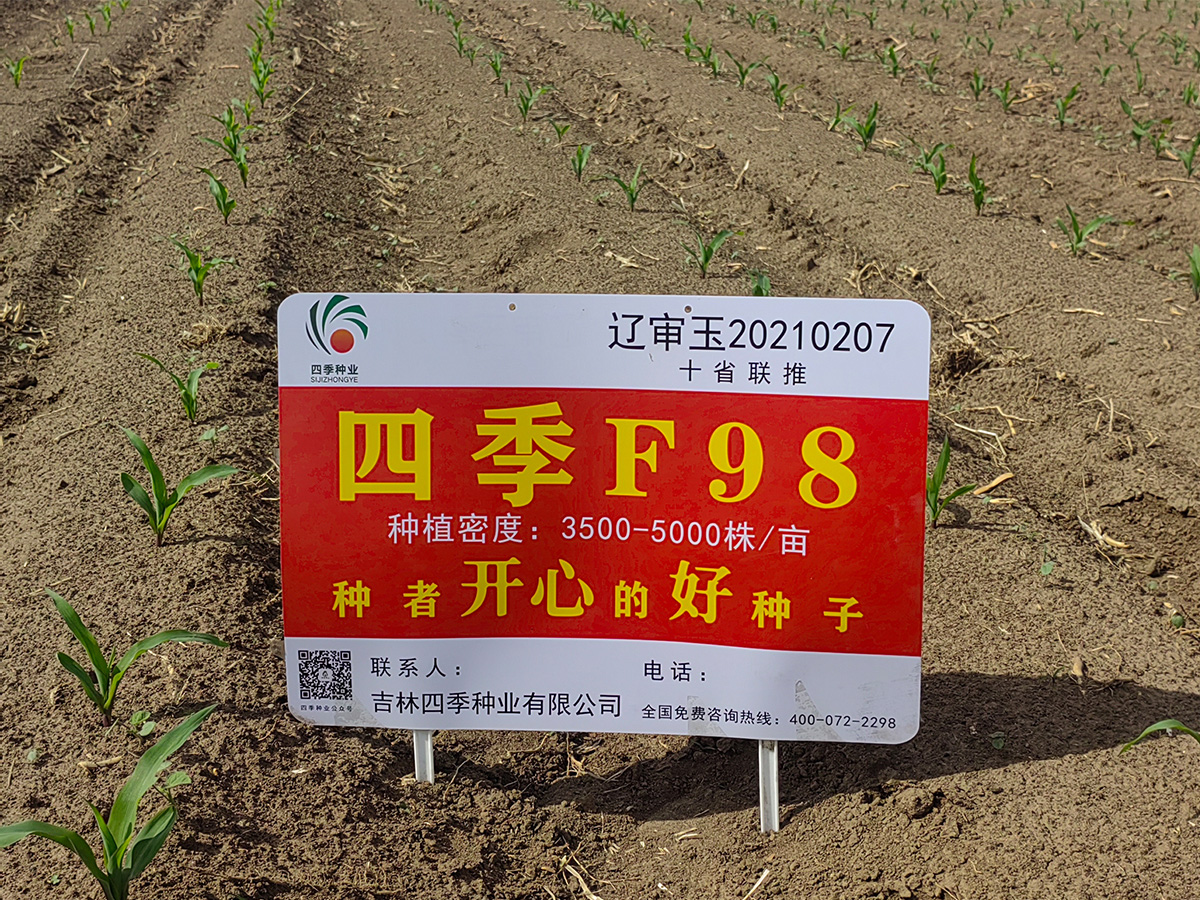 四季种业
SIJIZHONGYE
辽审玉20210207
十省联推
四季F98
种植密度：3500-5000株/亩
种者开心的好种子
联系人：
电话：
吉林四季种业有限公司
全国免费咨询热线：400-072-2298
四季种业公众号